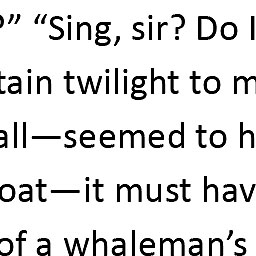 ?” “Sing, sir? Do I
tain twilight to m
all—seemed to h
oat—it must hav
of a whaleman’s